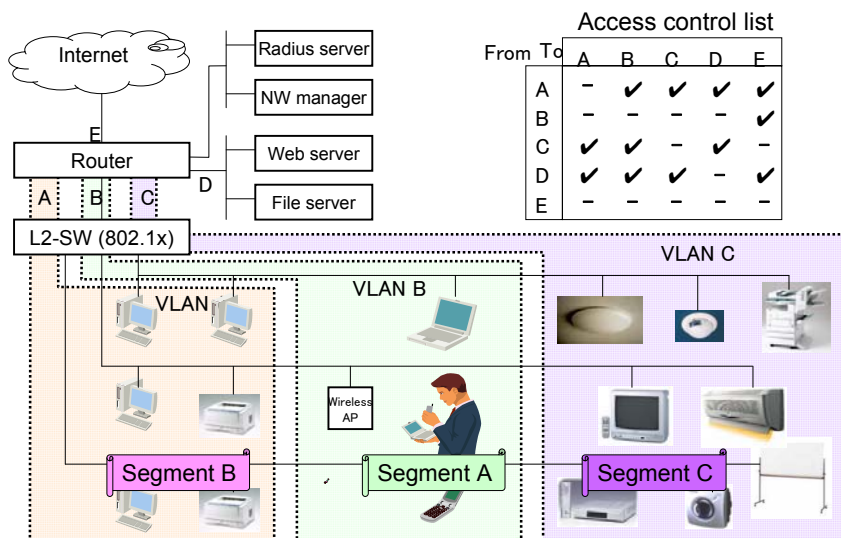 Internet
E
Router
A B C D
L2-SW (802.1x)
Radius server
NW manager
Web server
File server
Access control list
From To A B C D E
A - ✔ ✔ ✔ ✔
B - - - - ✔
C ✔ ✔ - ✔ -
D ✔ ✔ ✔ - ✔
E - - - - -
VLAN
VLAN B
VLAN C
Wireless
AP
Segment B
Segment A
Segment C